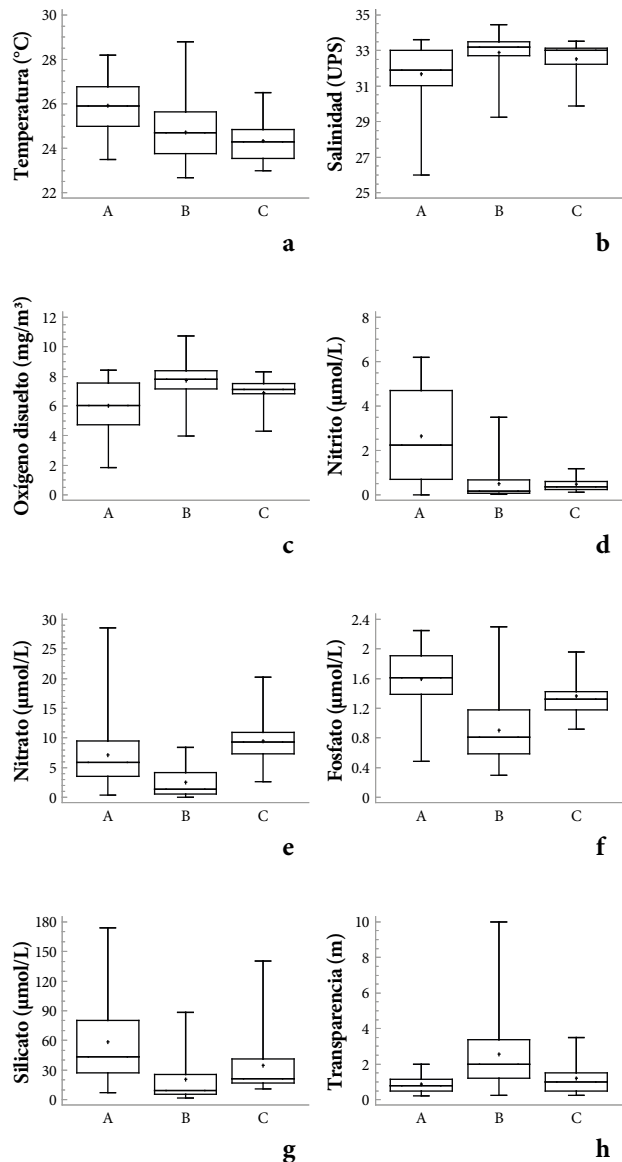 Temperatura (°C)
30
28
26
24
22
A B C
a
Salinidad (UPS)
35
33
31
29
27
25
A B C
b
Oxígeno disuelto (mg/m³)
12
10
8
6
4
2
0
A B C
c
Nitrito (µmol/L)
8
6
4
2
0
A B C
d
Nitrato (µmol/L)
30
25
20
15
10
5
0
A B C
e
Fosfato (µmol/L)
2.4
2
1.6
1.2
0.8
0.4
0
A B C
f
Silicato (µmol/L)
180
150
120
90
60
30
0
A B C
g
Transparencia (m)
10
8
6
4
2
0
A B C
h